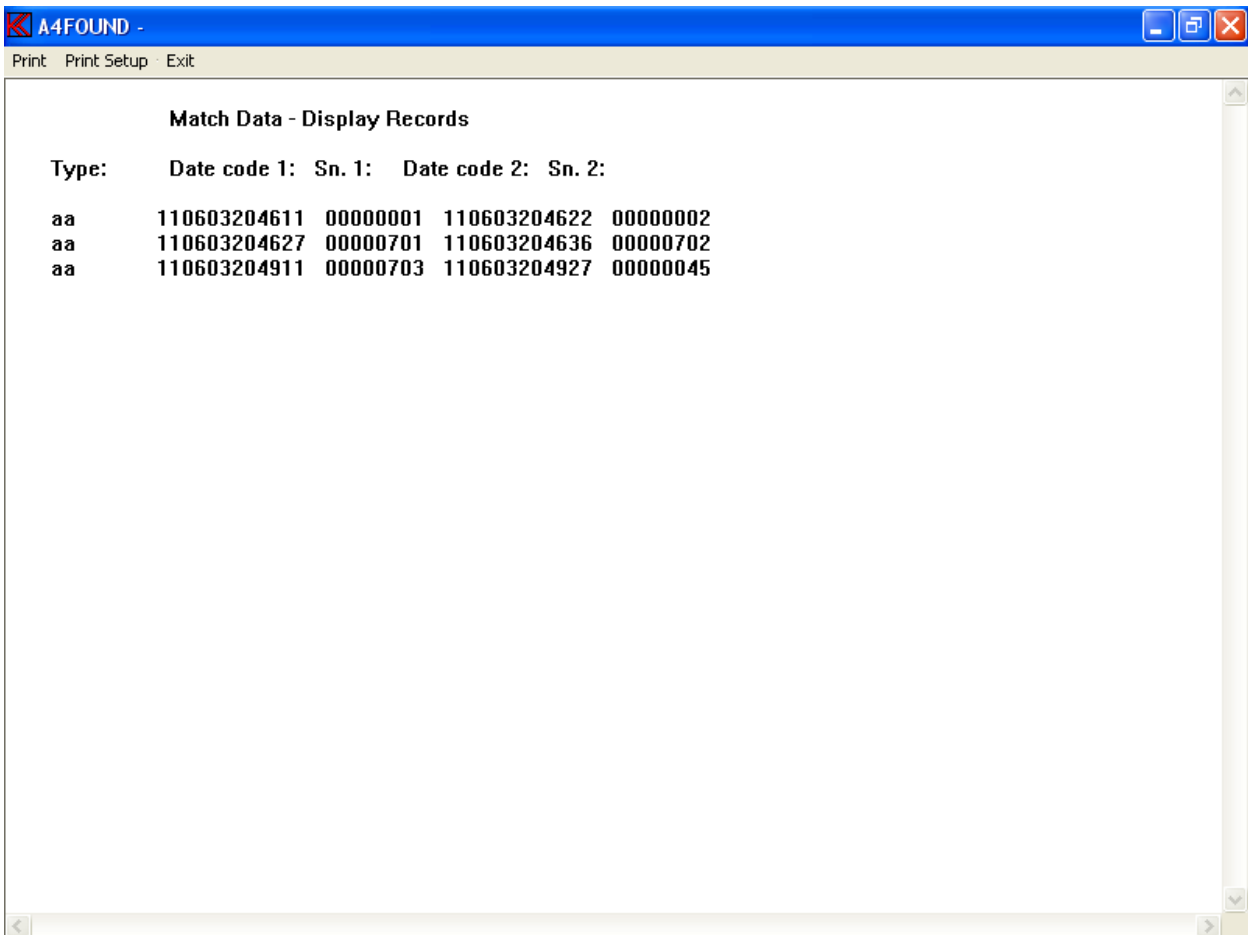 A4FOUND -
Print Print Setup Exit
Match Data - Display Records
Type: Date code 1: Sn. 1: Date code 2: Sn. 2:
aa 110603204611 00000001 110603204622 00000002
aa 110603204627 00000701 110603204636 00000702
aa 110603204911 00000703 110603204927 00000045